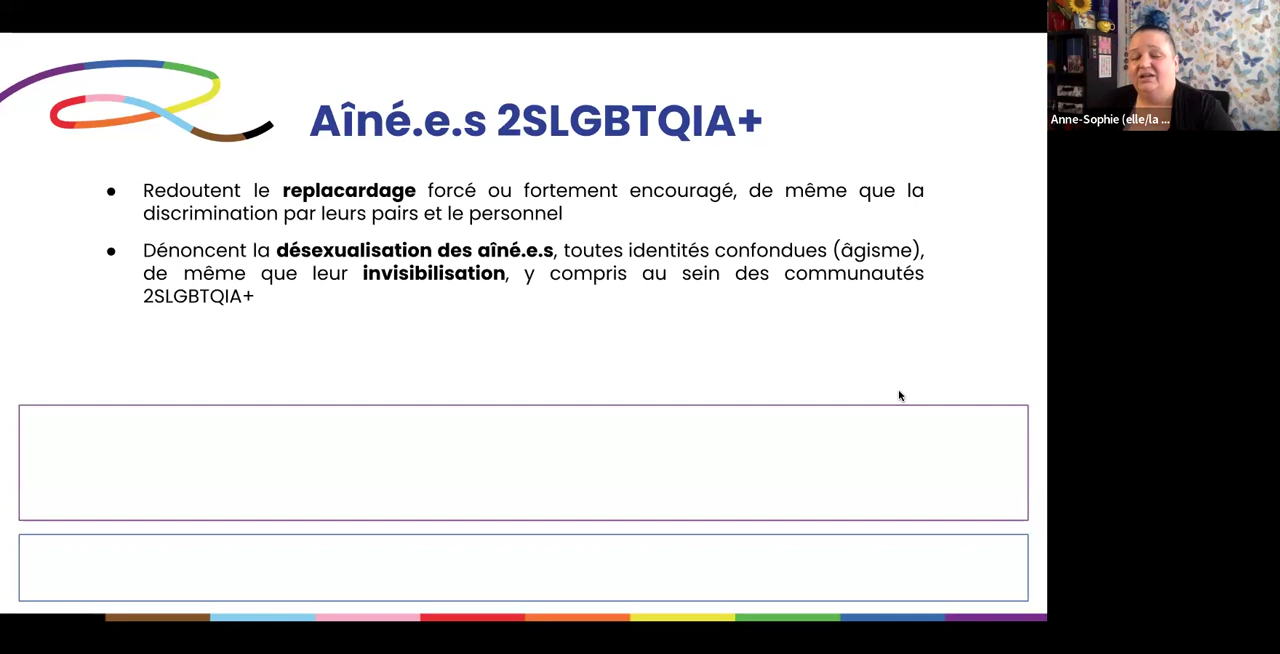 Aîné.e.s 2SLGBTQIA+
● Redoutent le replacardage forcé ou fortement encouragé, de même que la
discrimination par leurs pairs et le personnel
● Dénoncent la désexualisation des aîné.e.s, toutes identités confondues (âgisme),
de même que leur invisibilisation, y compris au sein des communautés
2SLGBTQIA+
Anne-Sophie (elle/la ...